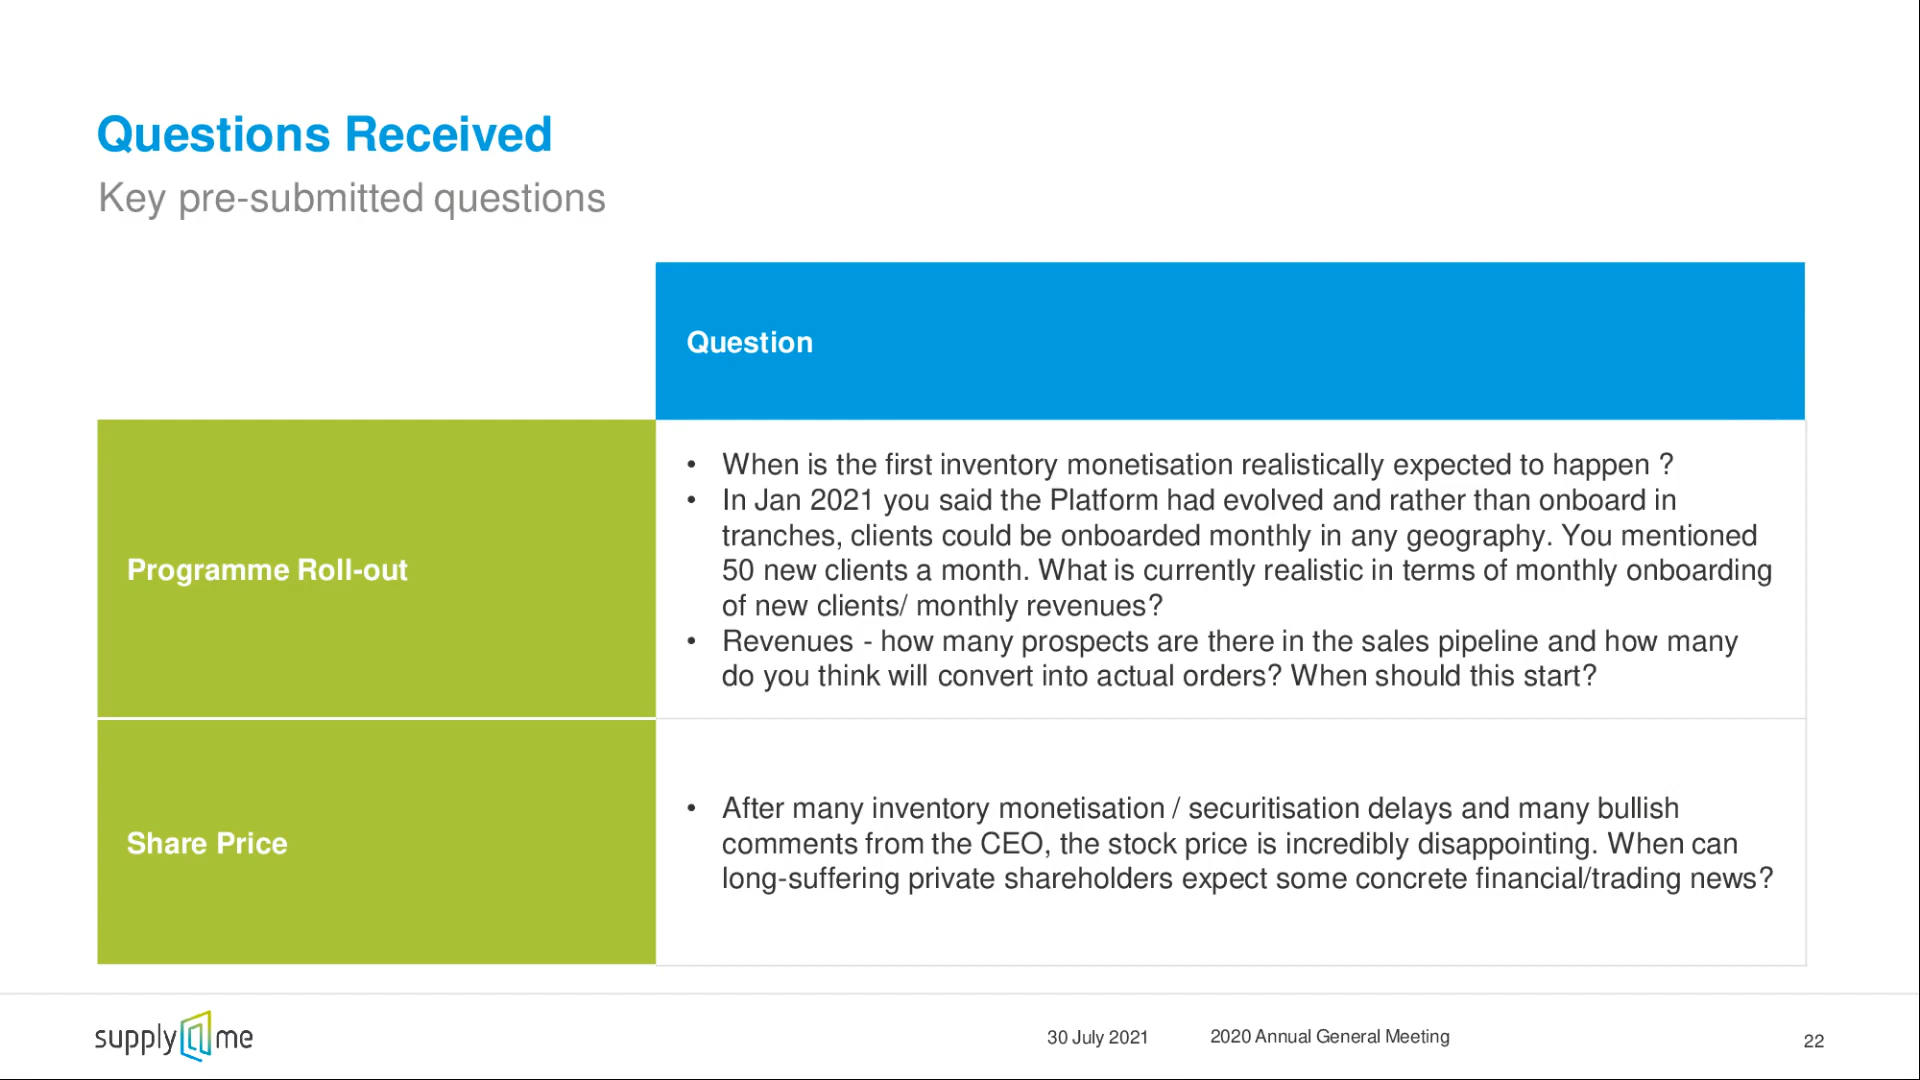 Questions Received
Key pre-submitted questions
Question
Programme Roll-out
• When is the first inventory monetisation realistically expected to happen ?
• In Jan 2021 you said the Platform had evolved and rather than onboard in
tranches, clients could be onboarded monthly in any geography. You mentioned
50 new clients a month. What is currently realistic in terms of monthly onboarding
of new clients/ monthly revenues?
• Revenues - how many prospects are there in the sales pipeline and how many
do you think will convert into actual orders? When should this start?
Share Price
• After many inventory monetisation / securitisation delays and many bullish
comments from the CEO, the stock price is incredibly disappointing. When can
long-suffering private shareholders expect some concrete financial/trading news?
supply me
30 July 2021
2020 Annual General Meeting
22